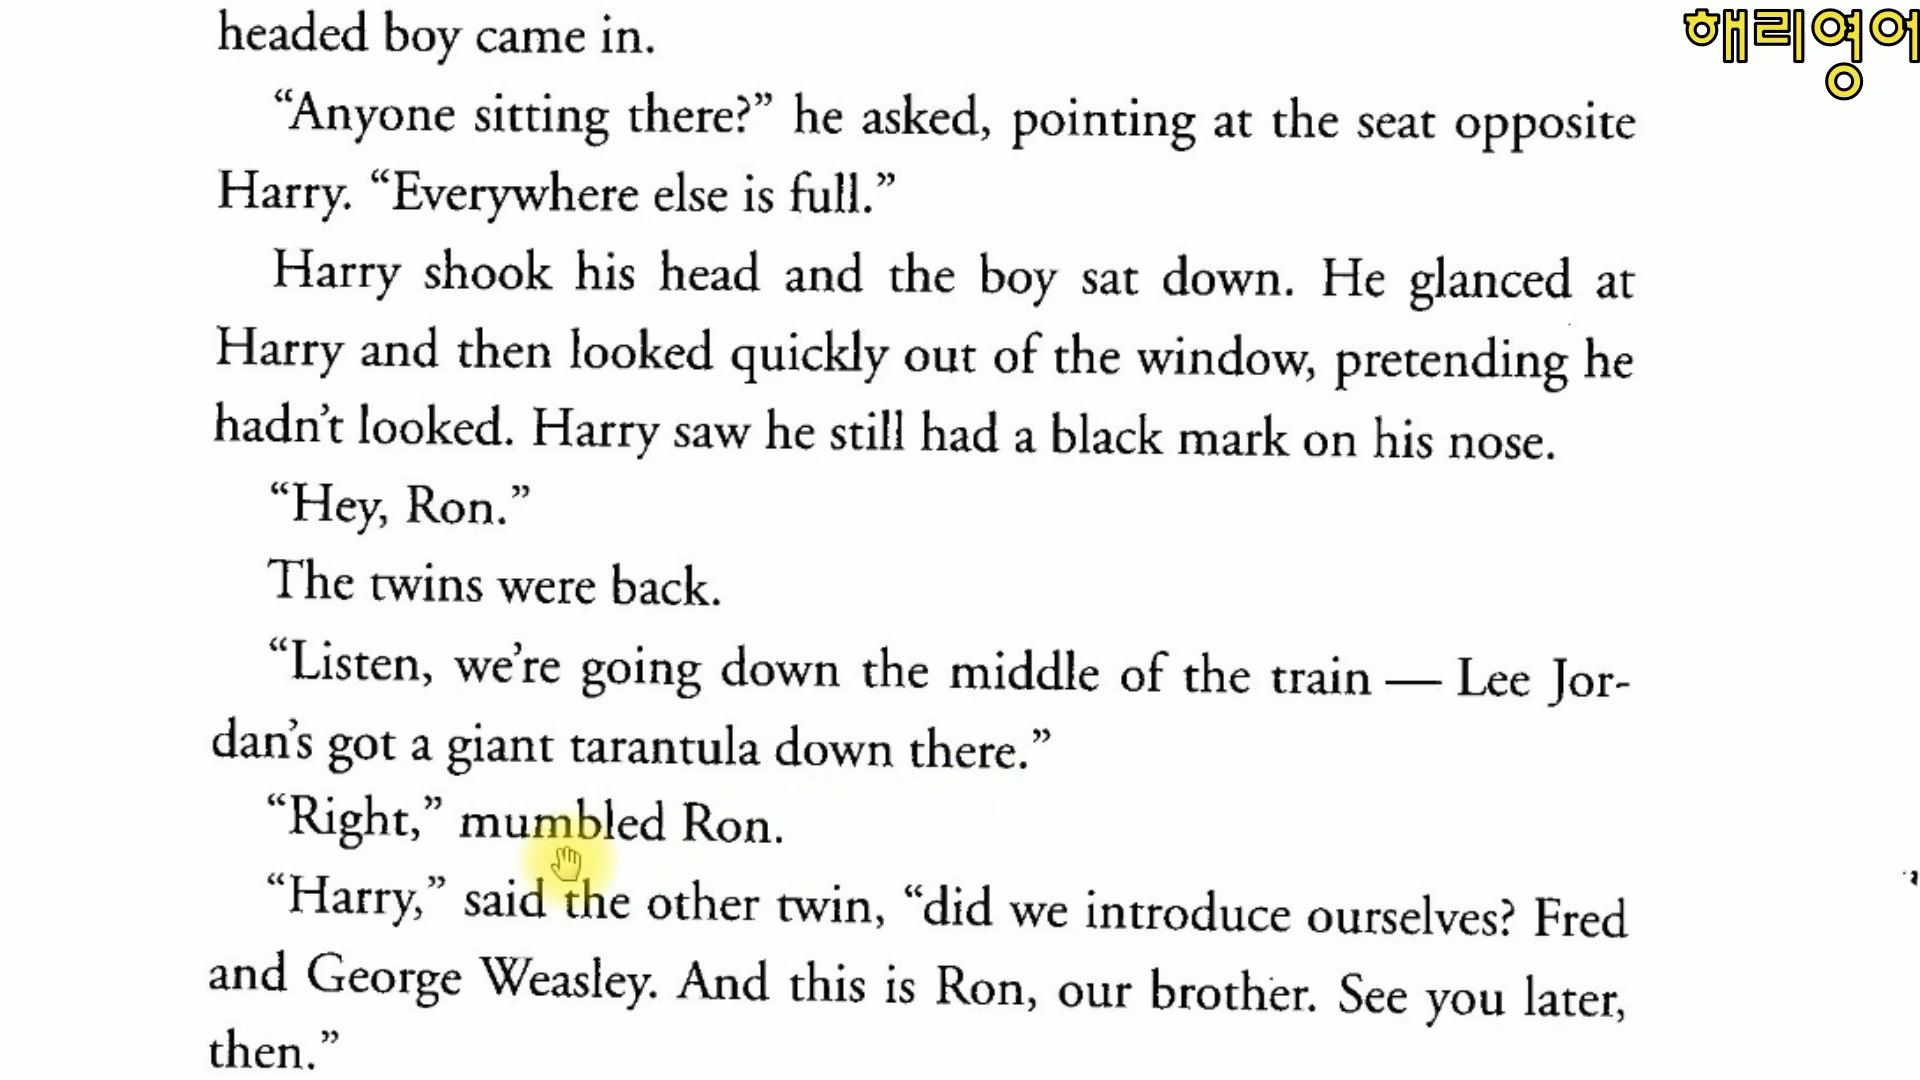 headed boy came in.
해리영어
“Anyone sitting there?” he asked, pointing at the seat opposite
Harry. “Everywhere else is full.”
Harry shook his head and the boy sat down. He glanced at
Harry and then looked quickly out of the window, pretending he
hadn’t looked. Harry saw he still had a black mark on his nose.
“Hey, Ron.”
The twins were back.
“Listen, we’re going down the middle of the train — Lee Jor-
dan’s got a giant tarantula down there.”
“Right,” mumbled Ron.
“Harry,” said the other twin, “did we introduce ourselves? Fred
and George Weasley. And this is Ron, our brother. See you later,
then.”